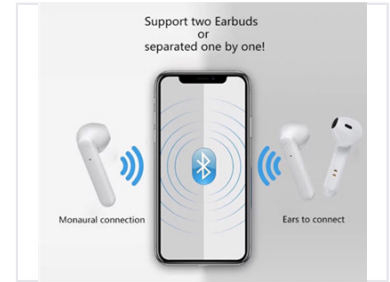 Support two Earbuds
or
separated one by one!
Monaural connection
Ears to connect